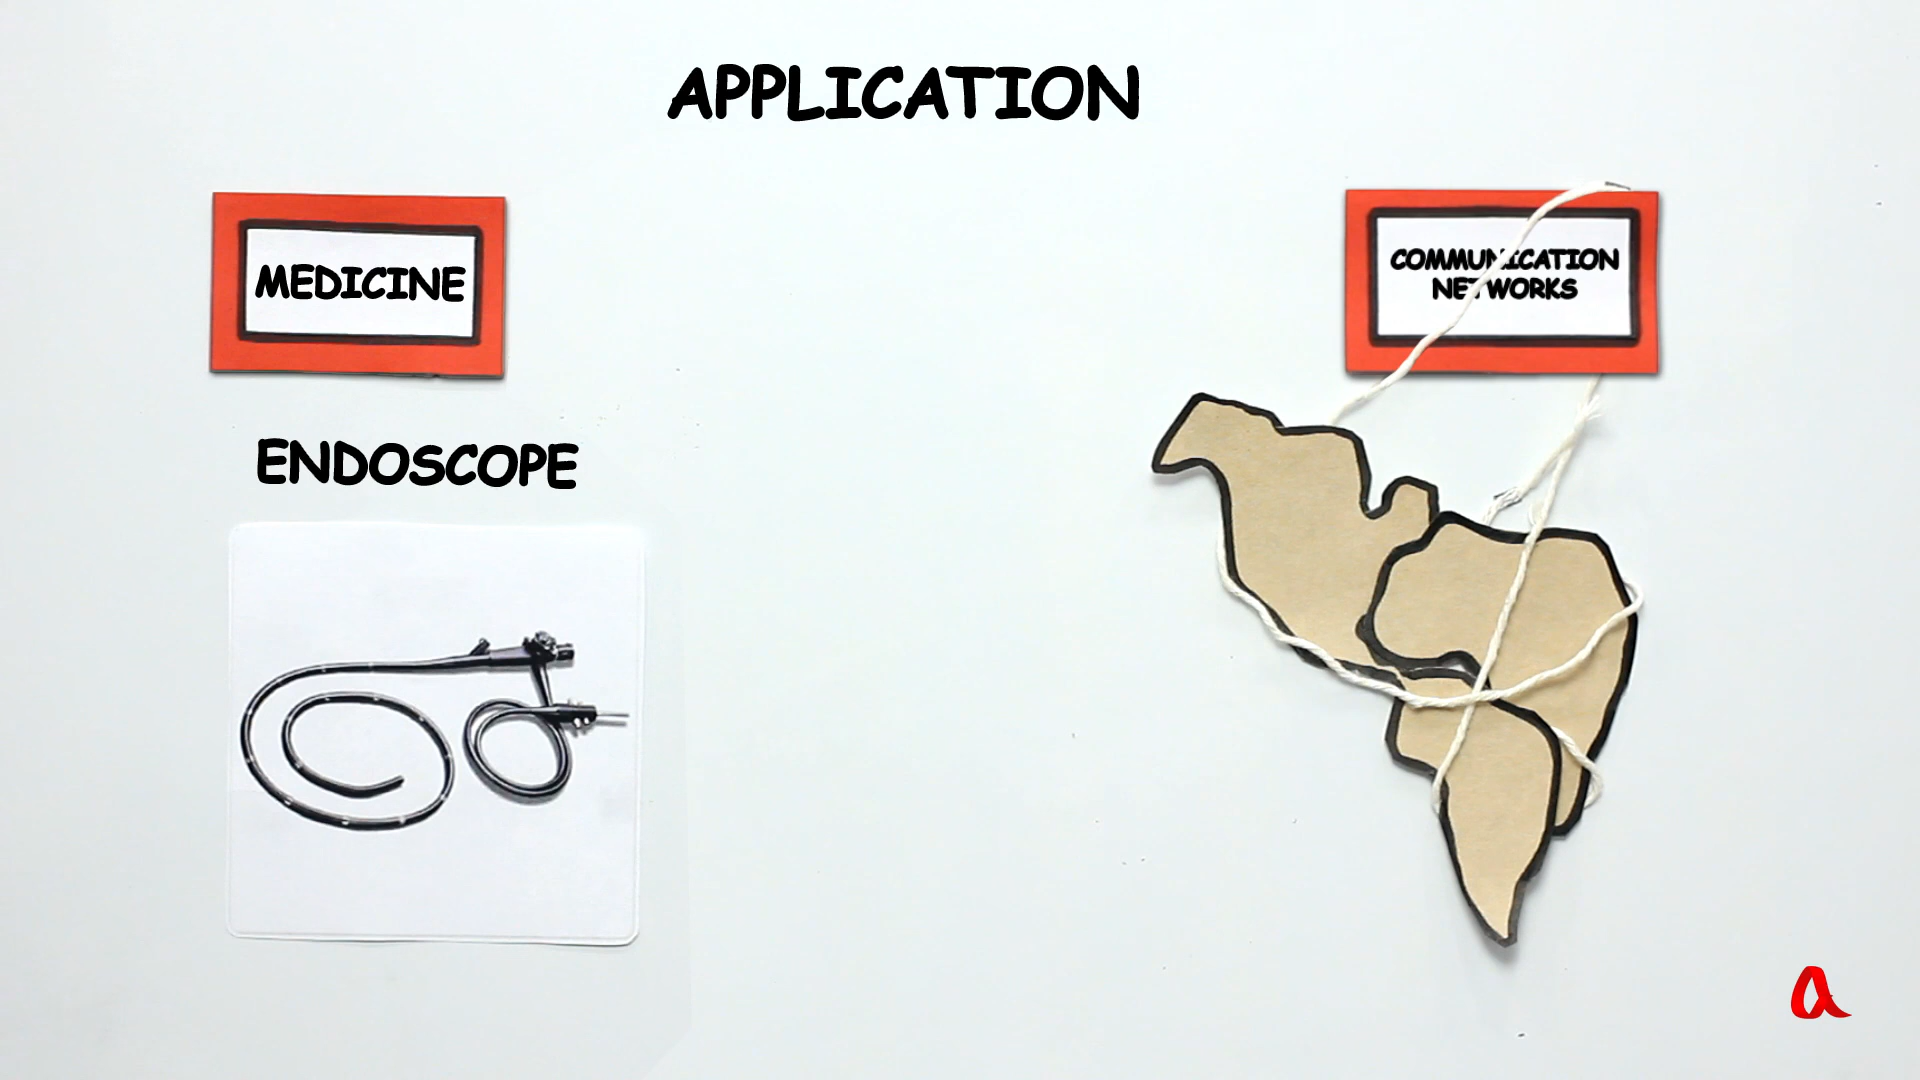 APPLICATION
MEDICINE
COMMUNICATION
NETWORKS
ENDOSCOPE
a